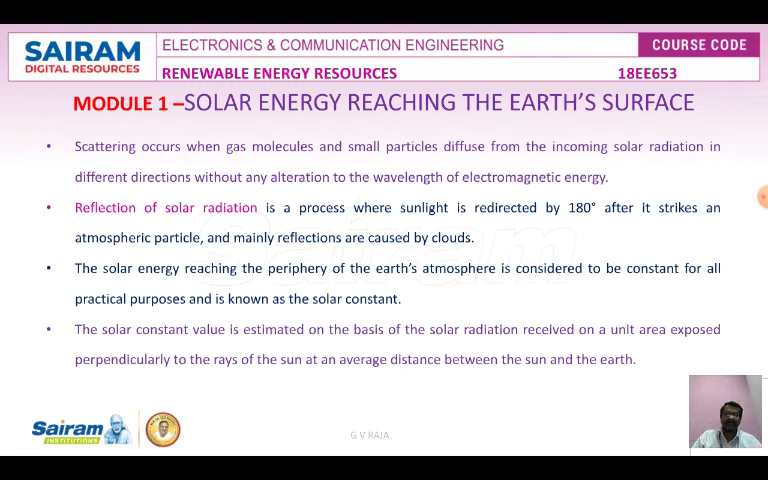 SAIRAM
DIGITAL RESOURCES
ELECTRONICS & COMMUNICATION ENGINEERING
COURSE CODE
RENEWABLE ENERGY RESOURCES
18EE653
MODULE 1 –SOLAR ENERGY REACHING THE EARTH'S SURFACE
• Scattering occurs when gas molecules and small particles diffuse from the incoming solar radiation in
different directions without any alteration to the wavelength of electromagnetic energy.
• Reflection of solar radiation is a process where sunlight is redirected by 180° after it strikes an
atmospheric particle, and mainly reflections are caused by clouds.
• The solar energy reaching the periphery of the earth's atmosphere is considered to be constant for all
practical purposes and is known as the solar constant.
• The solar constant value is estimated on the basis of the solar radiation received on a unit area exposed
perpendicularly to the rays of the sun at an average distance between the sun and the earth.
Sairam
Sairam
INSTITUTIONS
G V RAJA